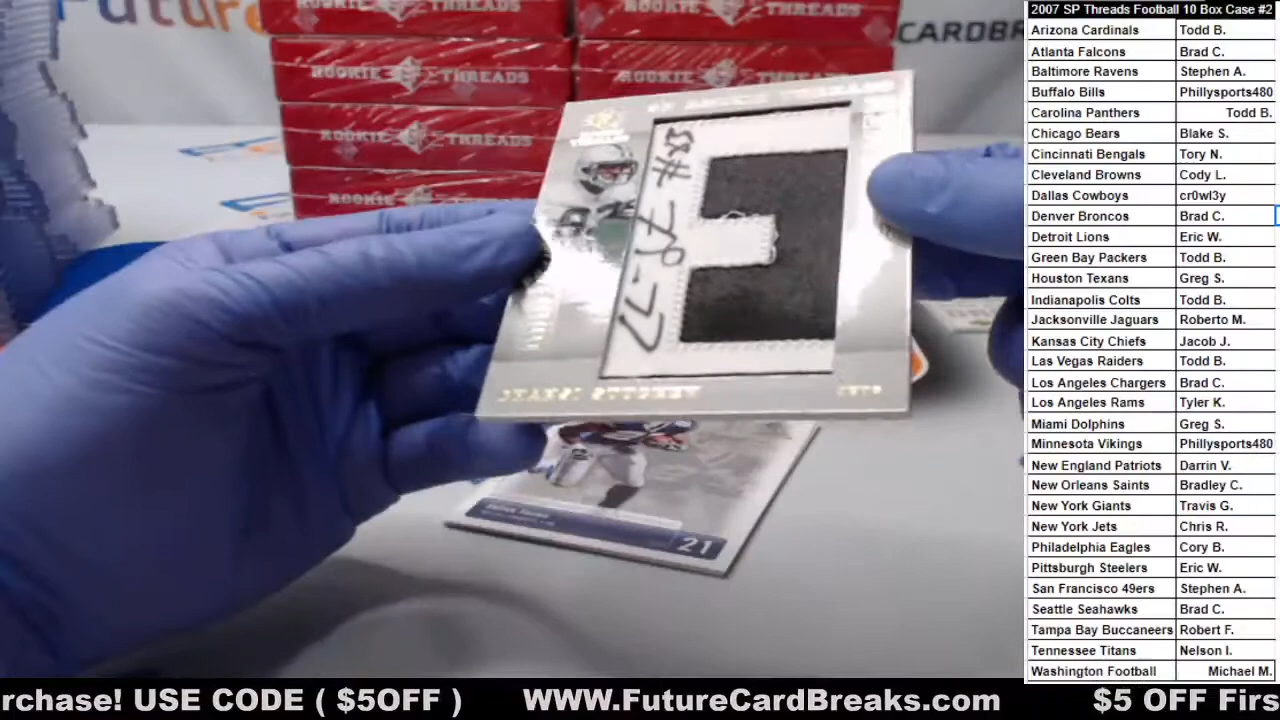 2007 SP Threads Football 10 Box Case #2
Arizona Cardinals Todd B.
Atlanta Falcons Brad C.
Baltimore Ravens Stephen A.
Buffalo Bills Phillysports480
Carolina Panthers Todd B.
Chicago Bears Blake S.
Cincinnati Bengals Tory N.
Cleveland Browns Cody L.
Dallas Cowboys cr0wl3y
Denver Broncos Brad C.
Detroit Lions Eric W.
Green Bay Packers Todd B.
Houston Texans Greg S.
Indianapolis Colts Todd B.
Jacksonville Jaguars Roberto M.
Kansas City Chiefs Jacob J.
Las Vegas Raiders Todd B.
Los Angeles Chargers Brad C.
Los Angeles Rams Tyler K.
Miami Dolphins Greg S.
Minnesota Vikings Phillysports480
New England Patriots Darrin V.
New Orleans Saints Bradley C.
New York Giants Travis G.
New York Jets Chris R.
Philadelphia Eagles Cory B.
Pittsburgh Steelers Eric W.
San Francisco 49ers Stephen A.
Seattle Seahawks Brad C.
Tampa Bay Buccaneers Robert F.
Tennessee Titans Nelson I.
Washington Football Michael M.
Future
CARDBR
ROOKIE THREADS
ROOKIE THREADS
ROOKIE THREADS
THREADS
E
21
rchase! USE CODE ( $5OFF ) WWW.FutureCardBreaks.com $5 OFF Firs